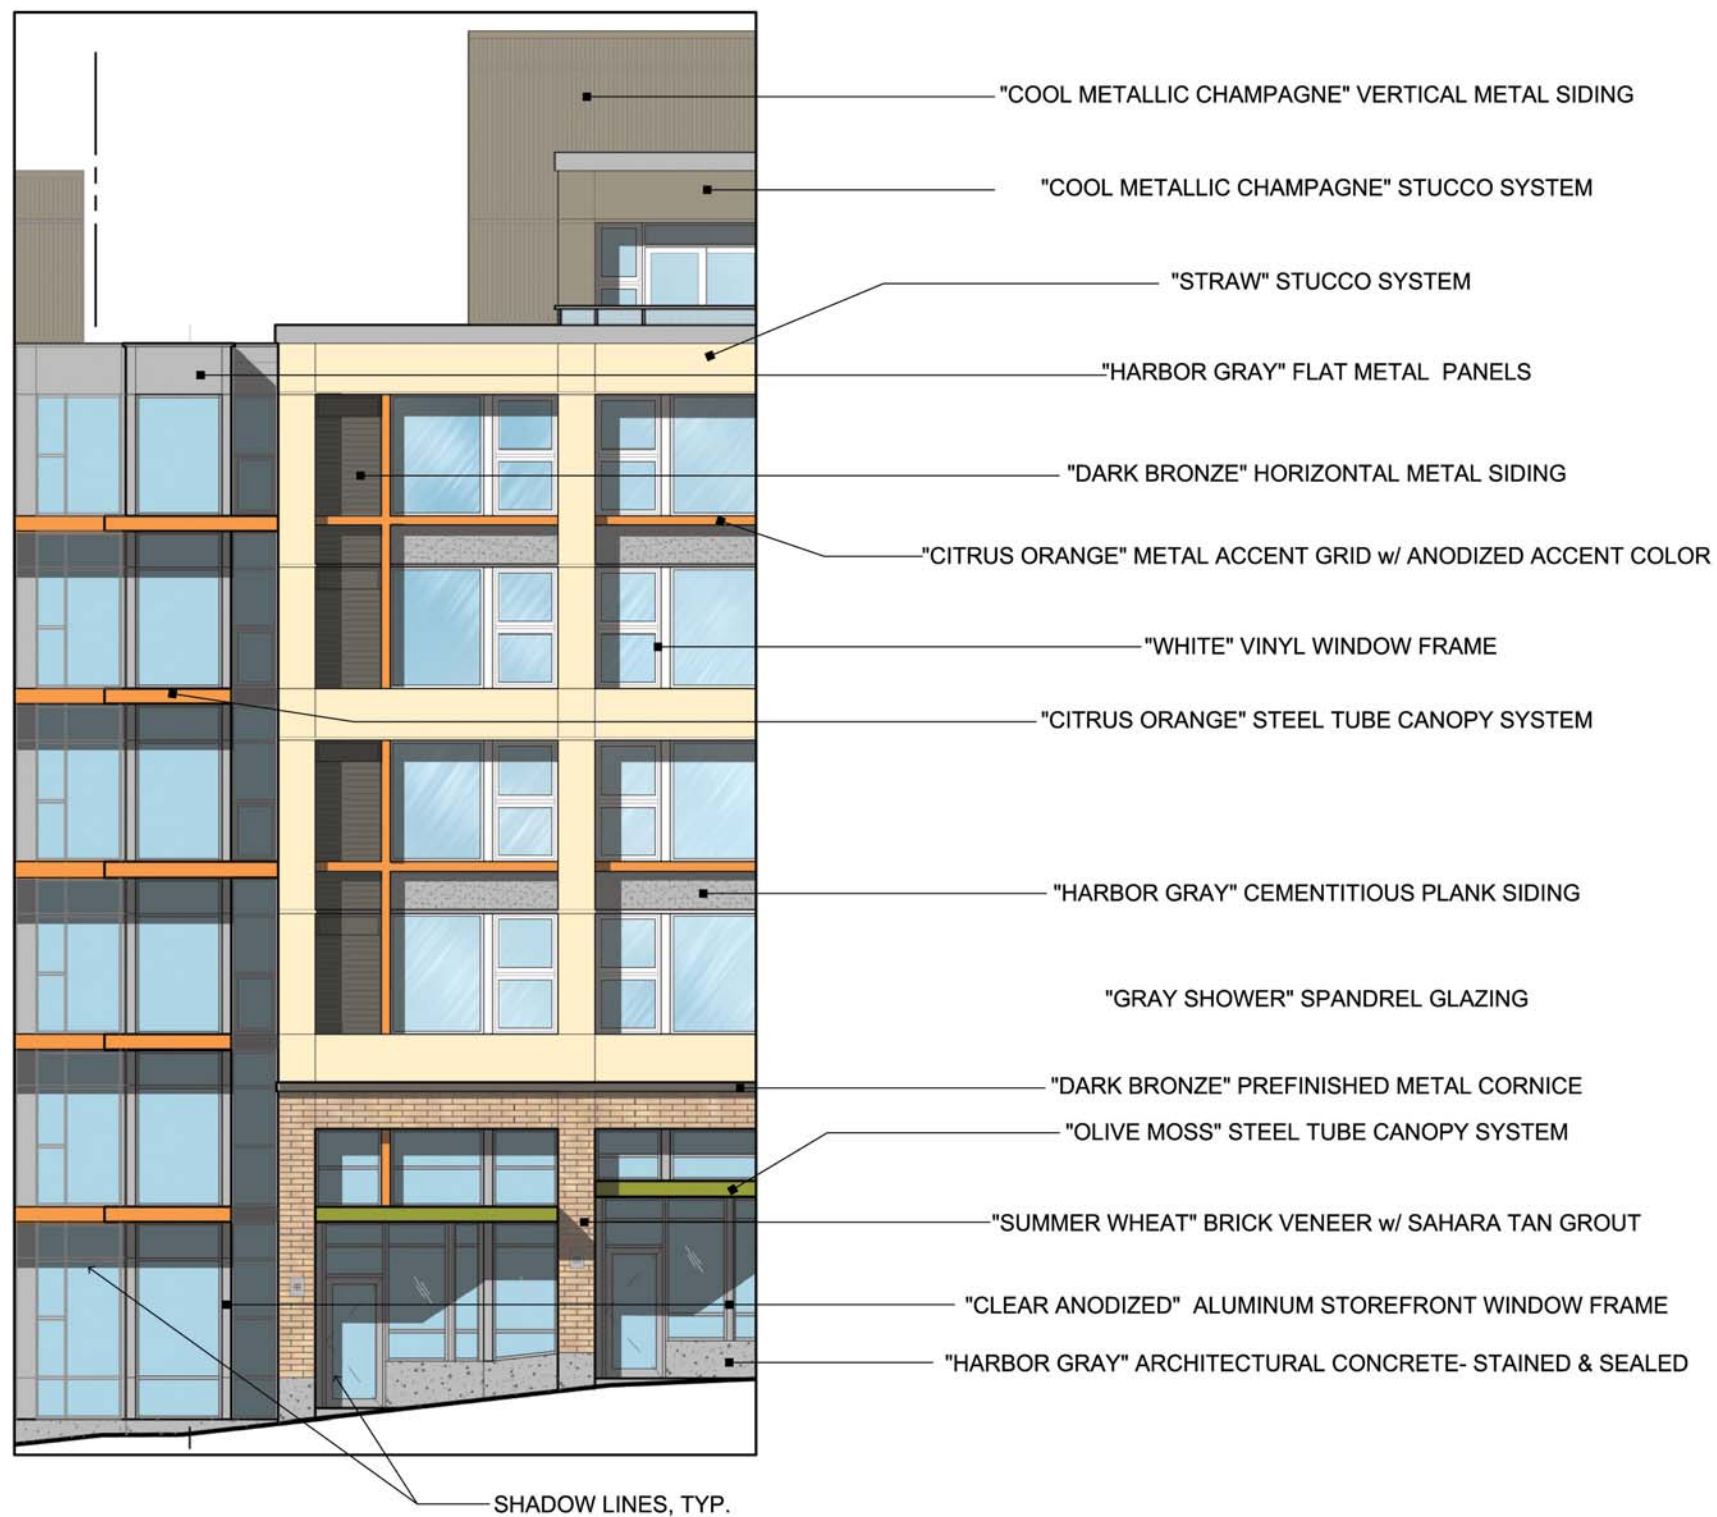 "COOL METALLIC CHAMPAGNE" VERTICAL METAL SIDING
"COOL METALLIC CHAMPAGNE" STUCCO SYSTEM
"STRAW" STUCCO SYSTEM
"HARBOR GRAY" FLAT METAL PANELS
"DARK BRONZE" HORIZONTAL METAL SIDING
"CITRUS ORANGE" METAL ACCENT GRID w/ ANODIZED ACCENT COLOR
"WHITE" VINYL WINDOW FRAME
"CITRUS ORANGE" STEEL TUBE CANOPY SYSTEM
"HARBOR GRAY" CEMENTITIOUS PLANK SIDING
"GRAY SHOWER" SPANDREL GLAZING
"DARK BRONZE" PREFINISHED METAL CORNICE
"OLIVE MOSS" STEEL TUBE CANOPY SYSTEM
"SUMMER WHEAT" BRICK VENEER w/ SAHARA TAN GROUT
"CLEAR ANODIZED" ALUMINUM STOREFRONT WINDOW FRAME
"HARBOR GRAY" ARCHITECTURAL CONCRETE- STAINED & SEALED
SHADOW LINES, TYP.